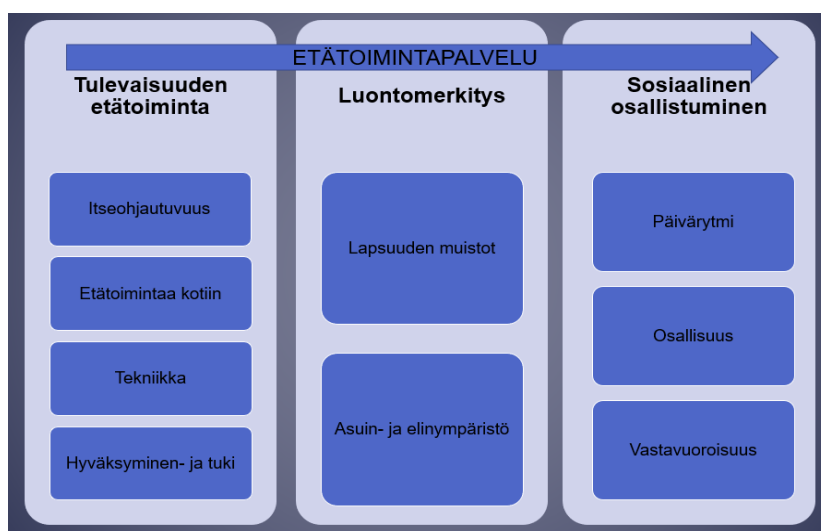 ETÄTOIMINTAPALVELU
Tulevaisuuden
etätoiminta
Itseohjautuvuus
Etätoimintaa kotiin
Tekniikka
Hyväksyminen- ja tuki
Luontomerkitys
Lapsuuden muistot
Asuin- ja elinympäristö
Sosiaalinen
osallistuminen
Päivärytmi
Osallisuus
Vastavuoroisuus